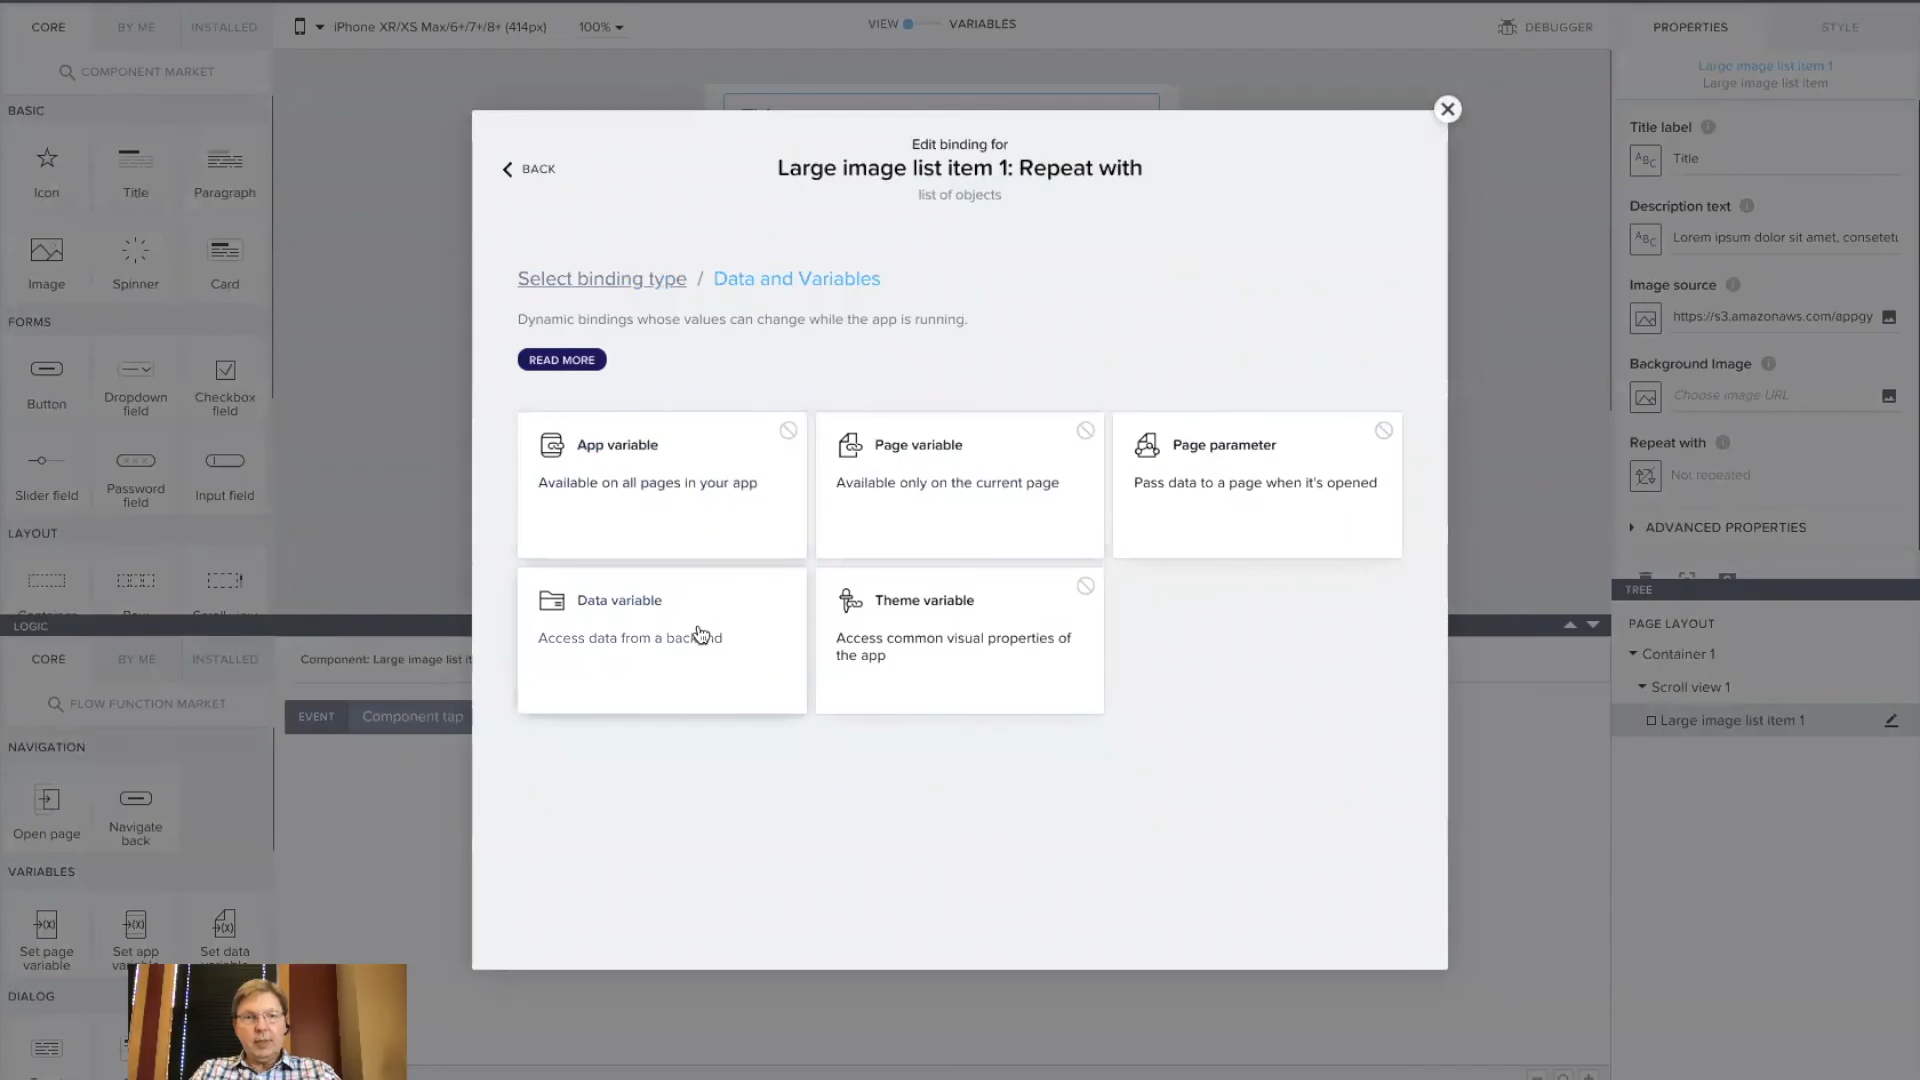 CORE
BY ME
INSTALLED
iPhone XR/XS Max/6+/7+/8+ (414px)
100%
VIEW
VARIABLES
DEBUGGER
PROPERTIES
STYLE
COMPONENT MARKET
Large image list item 1
Large image list item
BASIC
Icon
Title
Paragraph
Image
Spinner
Card
FORMS
Button
Dropdown
field
Checkbox
field
Slider field
Password
field
Input field
LAYOUT
Edit binding for
BACK
Large image list item 1: Repeat with
list of objects
Select binding type / Data and Variables
Dynamic bindings whose values can change while the app is running.
READ MORE
App variable
Available on all pages in your app
Page variable
Available only on the current page
Page parameter
Pass data to a page when it's opened
Data variable
Access data from a backend
Theme variable
Access common visual properties of
the app
Title label
Title
Description text
Lorem ipsum dolor sit amet, consetetu
Image source
https://s3.amazonaws.com/appgy
Background Image
Choose image URL
Repeat with
Not repeated
ADVANCED PROPERTIES
TREE
PAGE LAYOUT
Container 1
Scroll view 1
Large image list item 1
LOGIC
CORE
BY ME
INSTALLED
Component: Large image list it
FLOW FUNCTION MARKET
EVENT
Component tap
NAVIGATION
Open page
Navigate
back
VARIABLES
Set page
variable
Set app
Set data
DIALOG